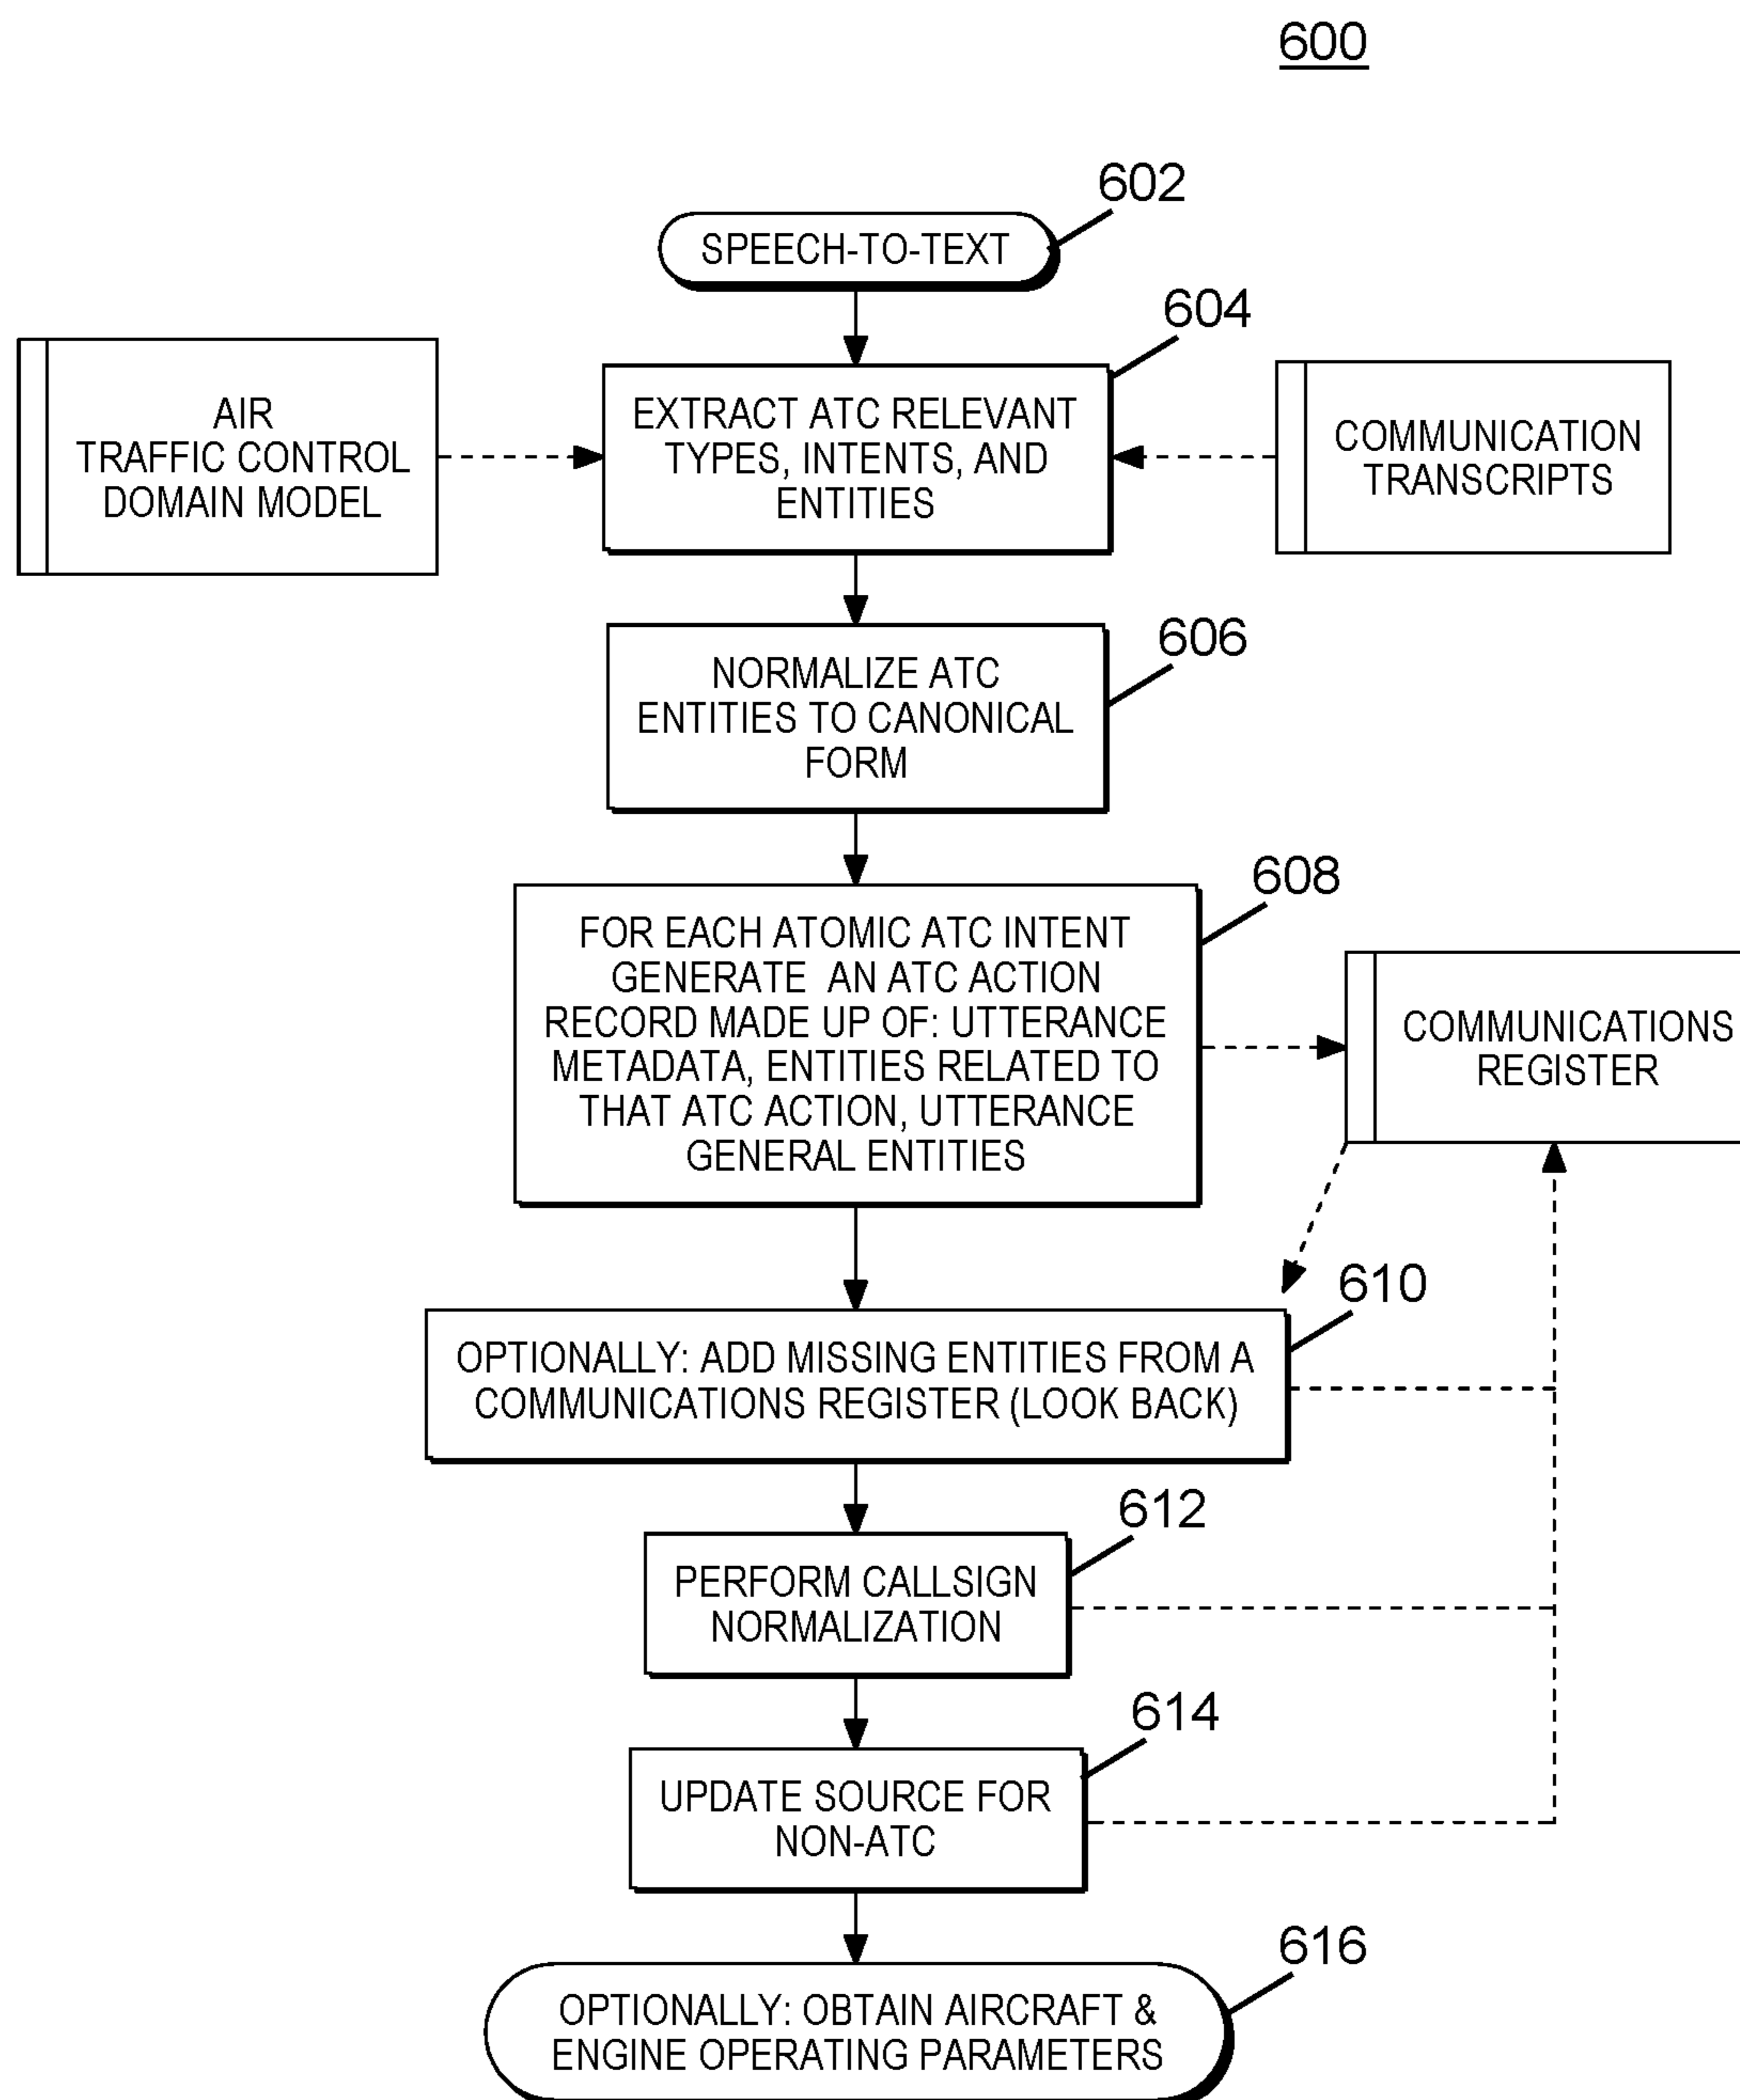 600
602
SPEECH-TO-TEXT
604
AIR
TRAFFIC CONTROL
DOMAIN MODEL
EXTRACT ATC RELEVANT
TYPES, INTENTS, AND
ENTITIES
COMMUNICATION
TRANSCRIPTS
606
NORMALIZE ATC
ENTITIES TO CANONICAL
FORM
608
FOR EACH ATOMIC ATC INTENT
GENERATE AN ATC ACTION
RECORD MADE UP OF: UTTERANCE
METADATA, ENTITIES RELATED TO
THAT ATC ACTION, UTTERANCE
GENERAL ENTITIES
COMMUNICATIONS
REGISTER
610
OPTIONALLY: ADD MISSING ENTITIES FROM A
COMMUNICATIONS REGISTER (LOOK BACK)
612
PERFORM CALLSIGN
NORMALIZATION
614
UPDATE SOURCE FOR
NON-ATC
616
OPTIONALLY: OBTAIN AIRCRAFT &
ENGINE OPERATING PARAMETERS